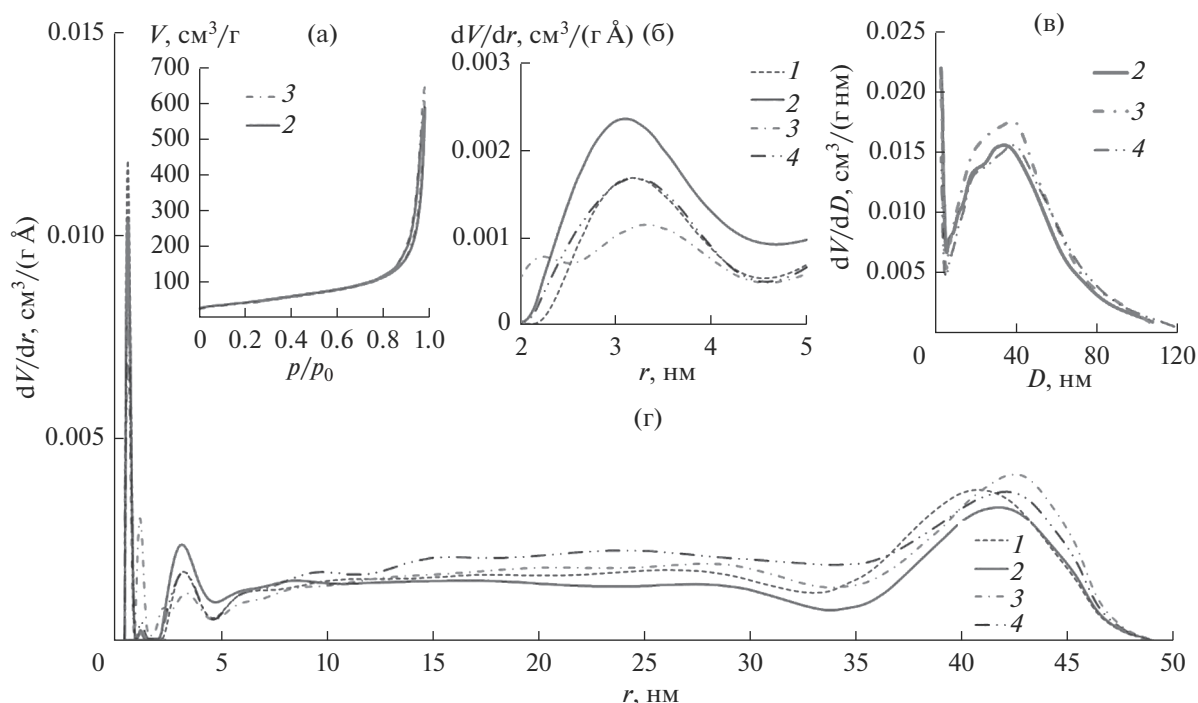 0.015
0.010
0.005
0
dV/dr, см³/(г Å)
V, см³/г
(а)
700
600
500
400
300
200
100
3
2
0 0.2 0.4 0.6 0.8 1.0
p/p₀
dV/dr, см³/(г Å) (б)
0.003
0.002
0.001
0
1
2
3
4
2 3 4 5
r, нм
(в)
dV/dD, см³/(г нм)
0.025
0.020
0.015
0.010
0.005
2
3
4
0 40 80 120
D, нм
(г)
1
2
3
4
5 10 15 20 25 30 35 40 45 50
r, нм